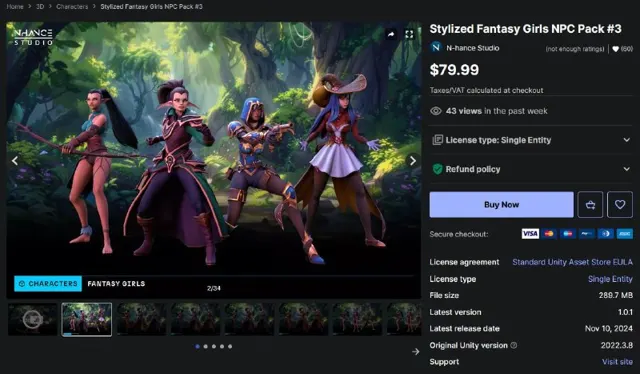 Home > 3D > Characters > Stylized Fantasy Girls NPC Pack #3
N-HANCE
STUDIO
CHARACTERS FANTASY GIRLS
2/34
Stylized Fantasy Girls NPC Pack #3
N-hance Studio
(not enough ratings) | (60)
$79.99
Taxes/VAT calculated at checkout
43 views in the past week
License type: Single Entity
Refund policy
Buy Now
Secure checkout: VISA
License agreement Standard Unity Asset Store EULA
License type Single Entity
File size 289.7 MB
Latest version 1.0.1
Latest release date Nov 10, 2024
Original Unity version 2022.3.8
Support Visit site